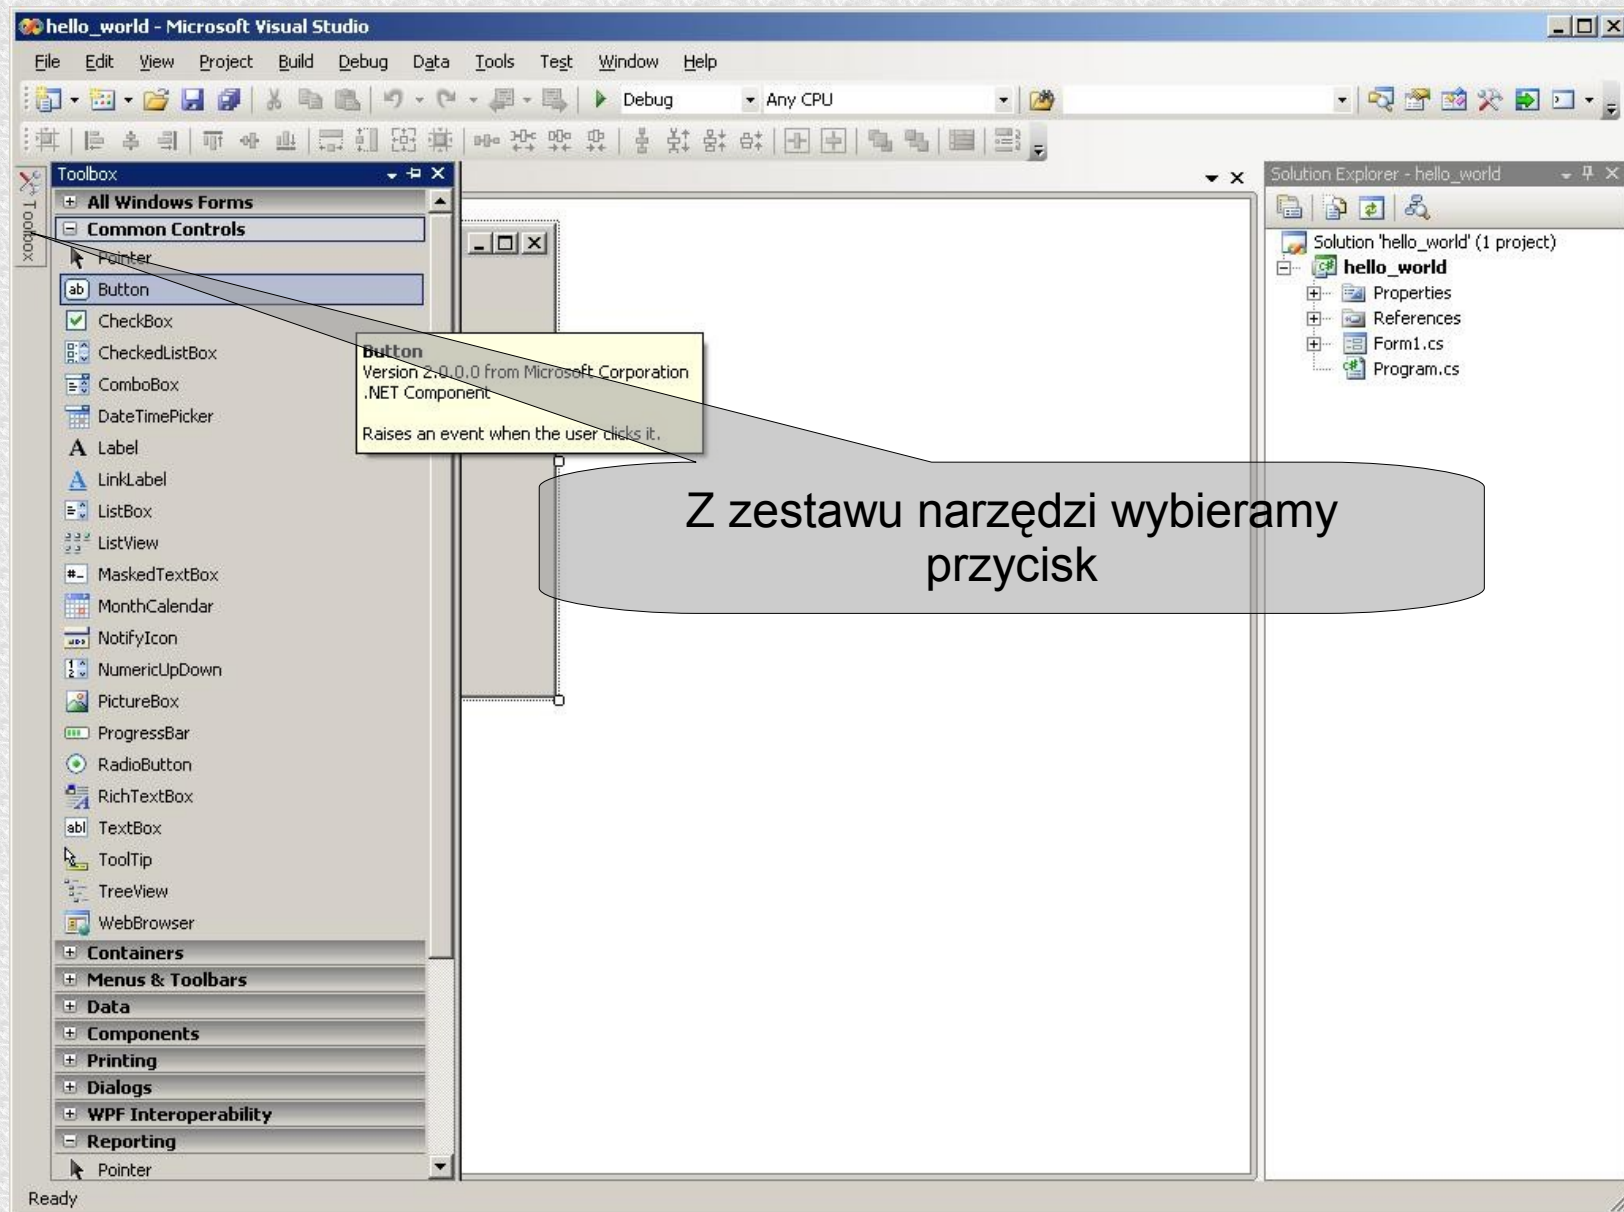 hello_world - Microsoft Visual Studio
File Edit View Project Build Debug Data Tools Test Window Help
Debug Any CPU
Toolbox
Toolbox
All Windows Forms
Common Controls
Pointer
Button
CheckBox
CheckedListBox
ComboBox
DateTimePicker
Label
LinkLabel
ListBox
ListView
MaskedTextBox
MonthCalendar
NotifyIcon
NumericUpDown
PictureBox
ProgressBar
RadioButton
RichTextBox
TextBox
ToolTip
TreeView
WebBrowser
Containers
Menus & Toolbars
Data
Components
Printing
Dialogs
WPF Interoperability
Reporting
Pointer
Button
Version 2.0.0.0 from Microsoft Corporation
.NET Component
Raises an event when the user clicks it.
Z zestawu narzędzi wybieramy
przycisk
Solution Explorer - hello_world
Solution 'hello_world' (1 project)
hello_world
Properties
References
Form1.cs
Program.cs
Ready